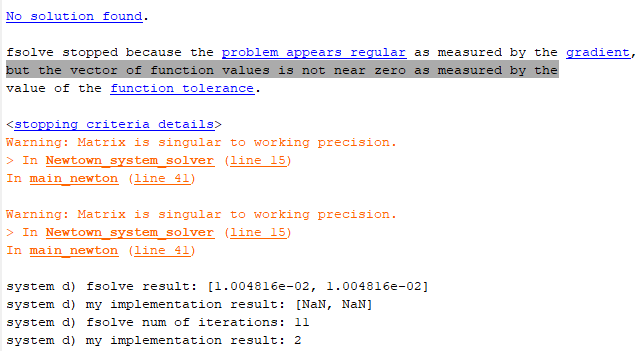 No solution found.
fsolve stopped because the problem appears regular as measured by the gradient,
but the vector of function values is not near zero as measured by the
value of the function tolerance.
<stopping criteria details>
Warning: Matrix is singular to working precision.
> In Newtown_system_solver (line 15)
In main_newton (line 41)
Warning: Matrix is singular to working precision.
> In Newtown_system_solver (line 15)
In main_newton (line 41)
system d) fsolve result: [1.004816e-02, 1.004816e-02]
system d) my implementation result: [NaN, NaN]
system d) fsolve num of iterations: 11
system d) my implementation result: 2